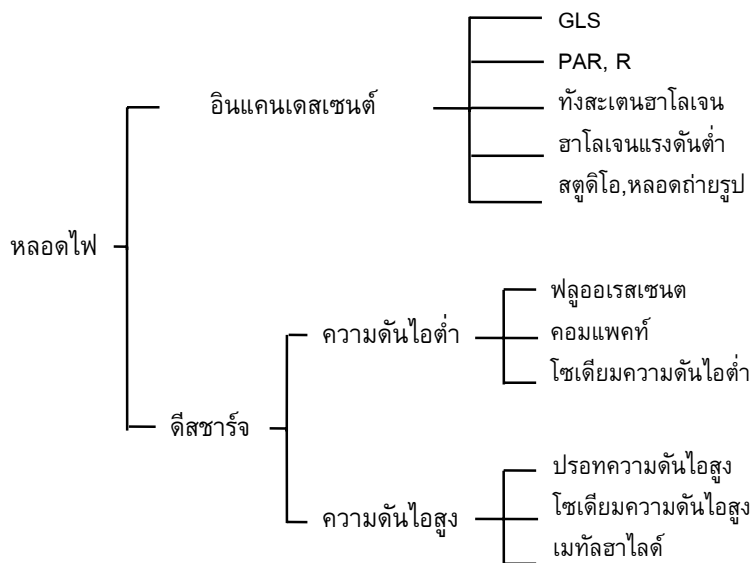 GLS
PAR, R
อินแคนเดสเซนต์
ทังสะเตนฮาโลเจน
ฮาโลเจนแรงดันต่ำ
สตูดิโอ,หลอดถ่ายรูป
หลอดไฟ
ฟลูออเรสเซนต
ความดันไอต่ำ
คอมแพคท์
โซเดียมความดันไอต่ำ
ดีสชาร์จ
ปรอทความดันไอสูง
ความดันไอสูง
โซเดียมความดันไอสูง
เมทัลฮาไลด์